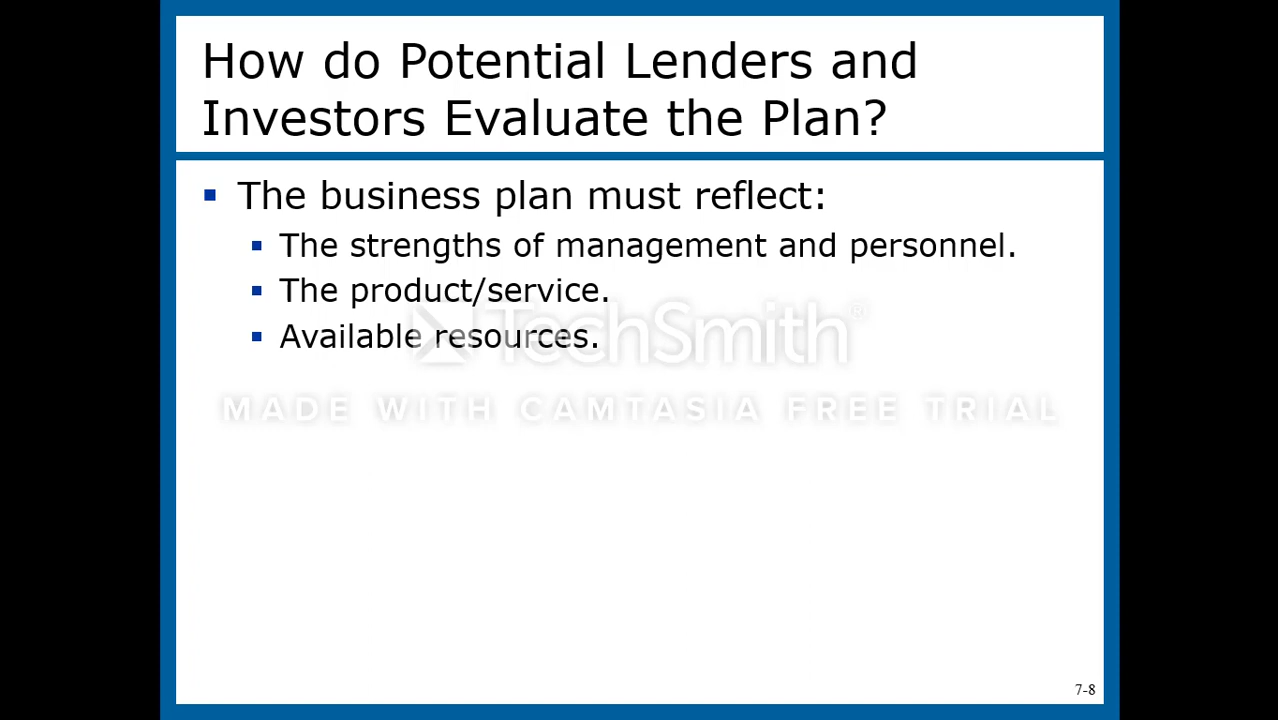 How do Potential Lenders and
Investors Evaluate the Plan?
▪ The business plan must reflect:
▪ The strengths of management and personnel.
▪ The product/service.
▪ Available resources.
TechSmith®
MADE WITH CAMTASIA FREE TRIAL
7-8